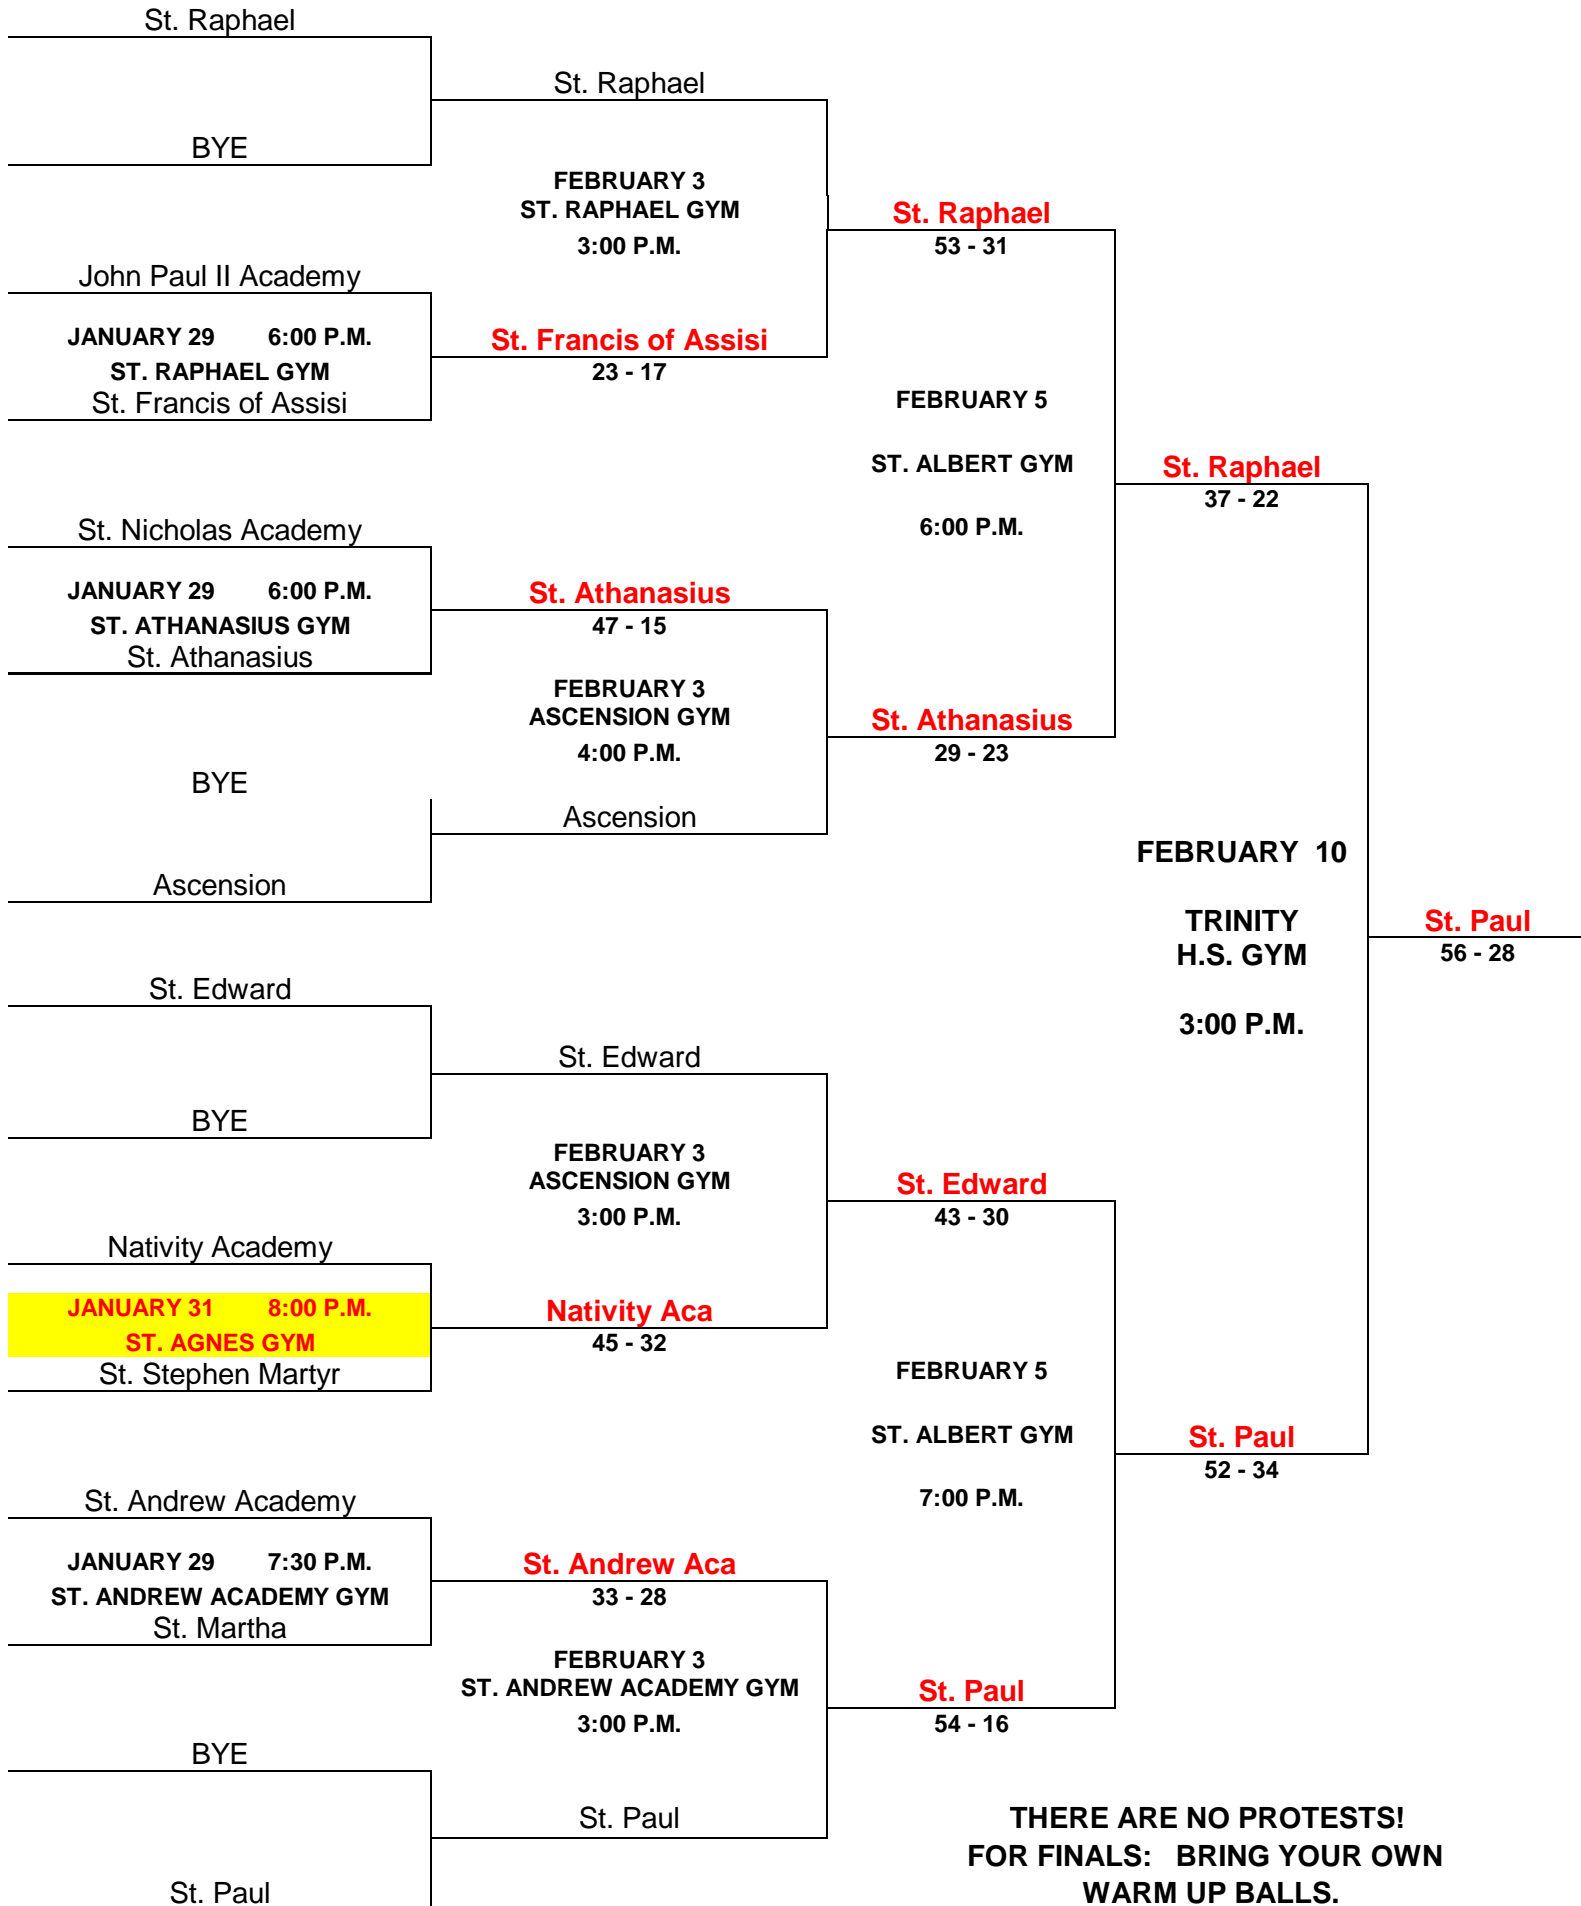 St. Raphael
St. Raphael
BYE
FEBRUARY 3
ST. RAPHAEL GYM
3:00 P.M.
St. Raphael
53 - 31
John Paul II Academy
JANUARY 29 6:00 P.M.
ST. RAPHAEL GYM
St. Francis of Assisi
St. Francis of Assisi
23 - 17
FEBRUARY 5
ST. ALBERT GYM
6:00 P.M.
St. Raphael
37 - 22
St. Nicholas Academy
JANUARY 29 6:00 P.M.
ST. ATHANASIUS GYM
St. Athanasius
St. Athanasius
47 - 15
FEBRUARY 3
ASCENSION GYM
4:00 P.M.
St. Athanasius
29 - 23
BYE
Ascension
Ascension
FEBRUARY 10
TRINITY
H.S. GYM
3:00 P.M.
St. Paul
56 - 28
St. Edward
St. Edward
BYE
FEBRUARY 3
ASCENSION GYM
3:00 P.M.
St. Edward
43 - 30
Nativity Academy
JANUARY 31 8:00 P.M.
ST. AGNES GYM
St. Stephen Martyr
Nativity Aca
45 - 32
FEBRUARY 5
ST. ALBERT GYM
7:00 P.M.
St. Paul
52 - 34
St. Andrew Academy
JANUARY 29 7:30 P.M.
ST. ANDREW ACADEMY GYM
St. Martha
St. Andrew Aca
33 - 28
FEBRUARY 3
ST. ANDREW ACADEMY GYM
3:00 P.M.
St. Paul
54 - 16
BYE
St. Paul
St. Paul
THERE ARE NO PROTESTS!
FOR FINALS: BRING YOUR OWN
WARM UP BALLS.